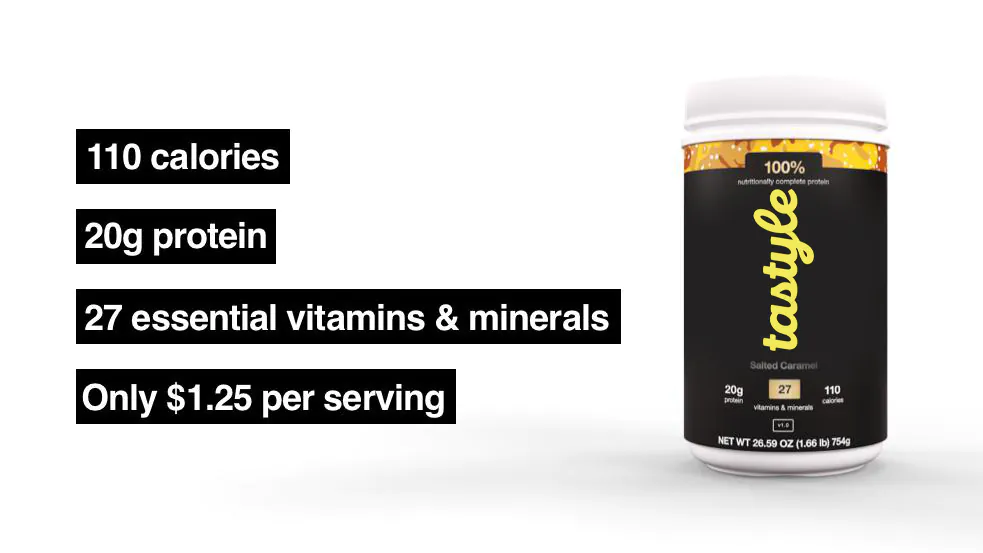 110 calories
20g protein
27 essential vitamins & minerals
Only $1.25 per serving
100%
nutritionally complete protein
tastyle
Salted Caramel
20g
protein
27
vitamins & minerals
110
calories
v1.0
NET WT 26.59 OZ (1.66 lb) 754g